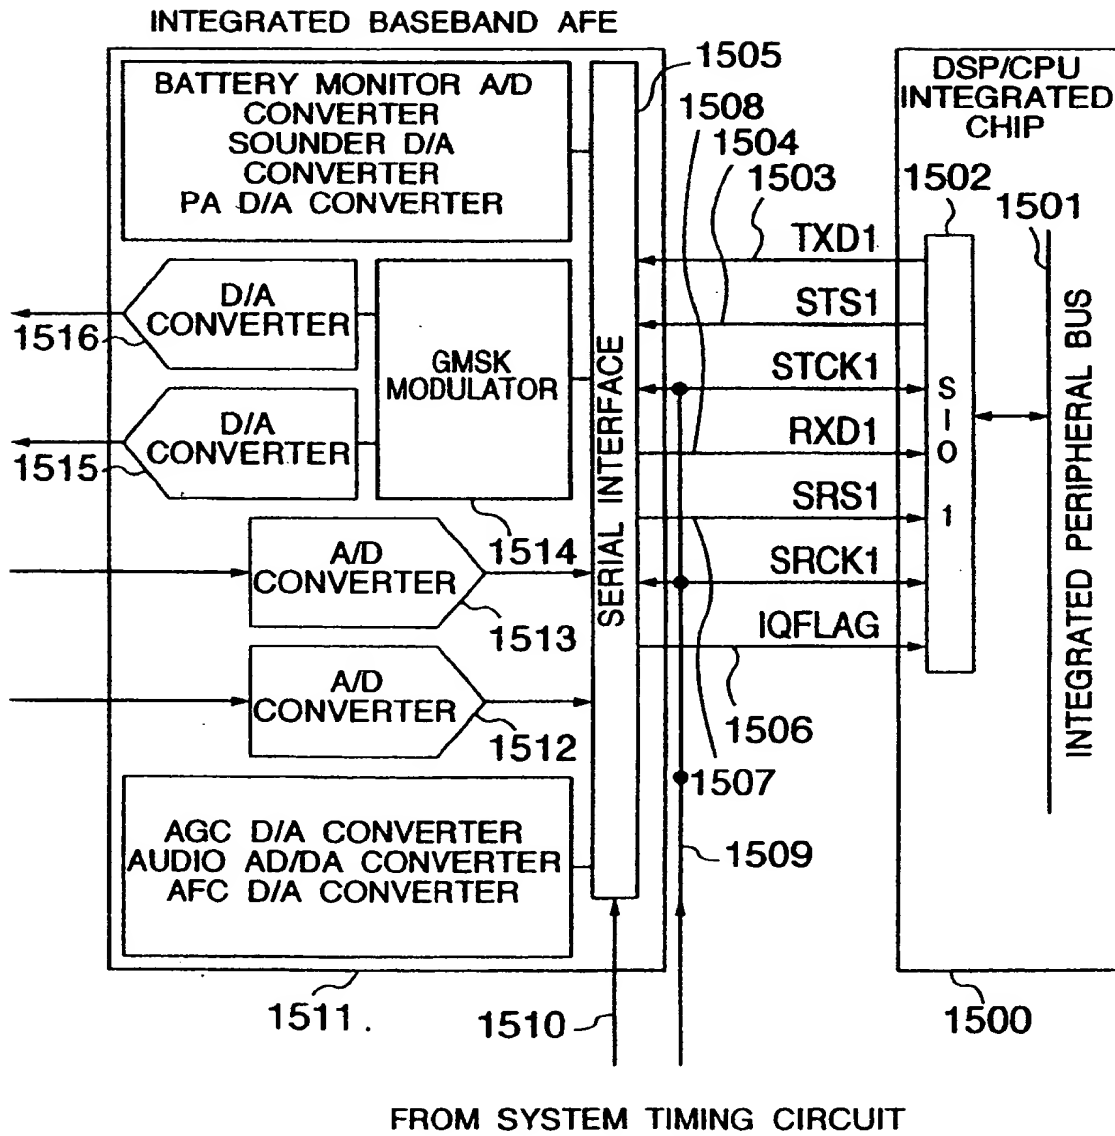 INTEGRATED BASEBAND AFE
BATTERY MONITOR A/D
CONVERTER
SOUNDER D/A
CONVERTER
PA D/A CONVERTER
D/A
CONVERTER
1516
D/A
CONVERTER
1515
GMSK
MODULATOR
1514
A/D
CONVERTER
1513
A/D
CONVERTER
1512
AGC D/A CONVERTER
AUDIO AD/DA CONVERTER
AFC D/A CONVERTER
1511
SERIAL INTERFACE
1505
1508
1504
1503
TXD1
STS1
STCK1
RXD1
SRS1
SRCK1
IQFLAG
1506
1507
1509
1510
DSP/CPU
INTEGRATED
CHIP
1502
1501
SIO 1
INTEGRATED PERIPHERAL BUS
1500
FROM SYSTEM TIMING CIRCUIT